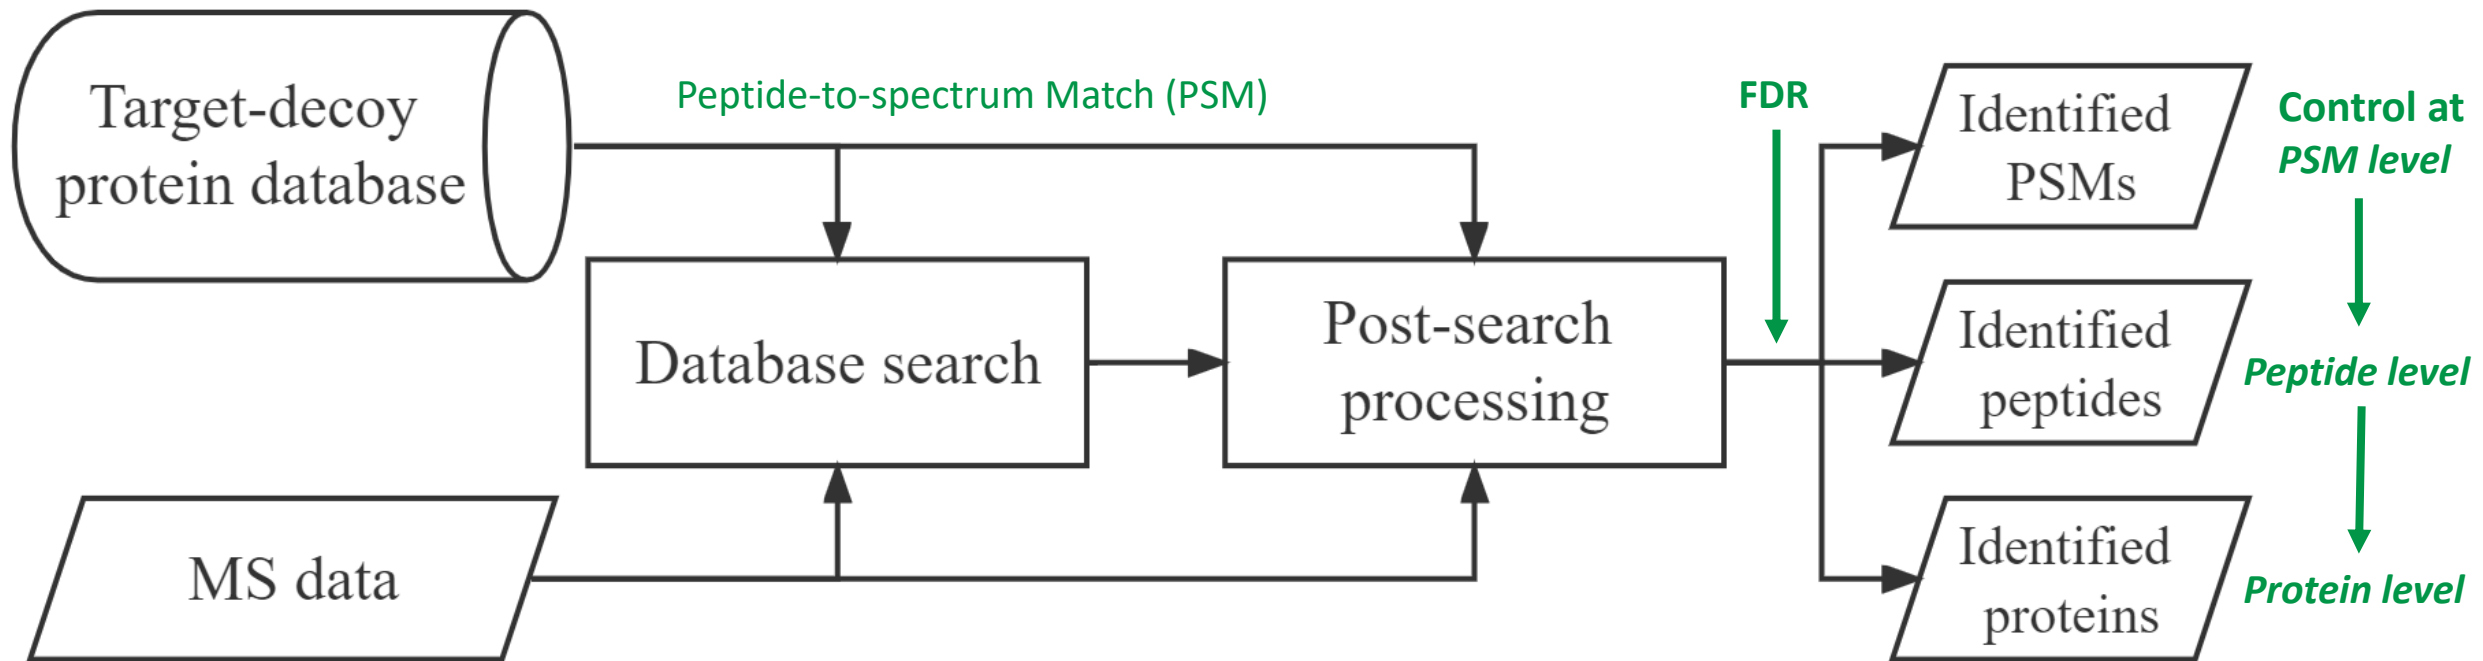 Target-decoy
protein database
Peptide-to-spectrum Match (PSM)
FDR
Identified
PSMs
Control at
PSM level
Database search
Post-search
processing
Identified
peptides
Peptide level
MS data
Identified
proteins
Protein level